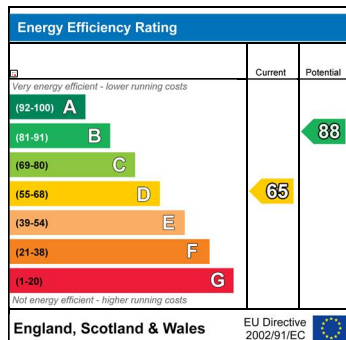 Energy Efficiency Rating
Current Potential
Very energy efficient - lower running costs
(92-100) A
(81-91) B
(69-80) C
(55-68) D
(39-54) E
(21-38) F
(1-20) G
88
65
Not energy efficient - higher running costs
England, Scotland & Wales
EU Directive
2002/91/EC